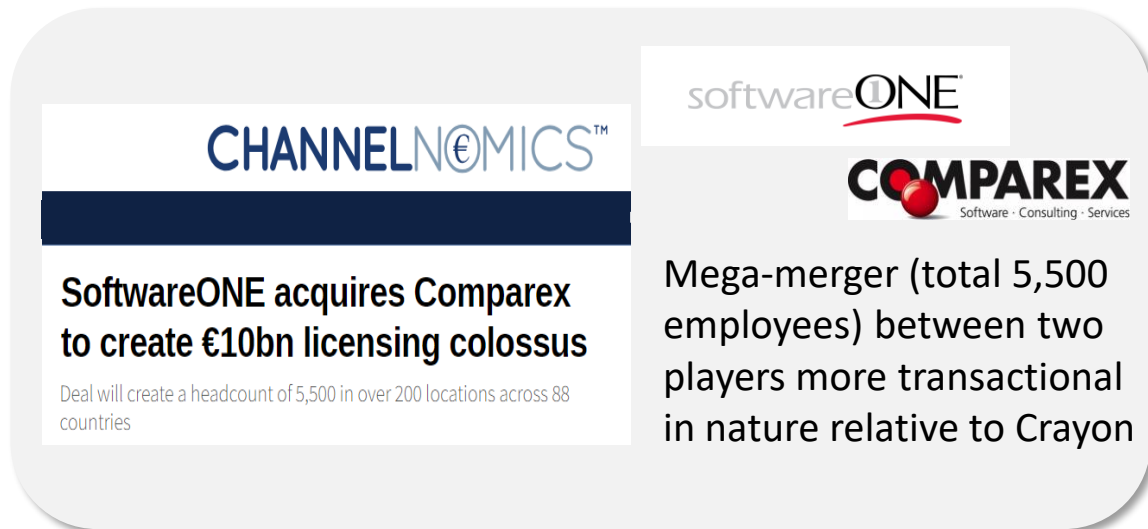 CHANNELN€MICS™
SoftwareONE acquires Comparex
to create €10bn licensing colossus
Deal will create a headcount of 5,500 in over 200 locations across 88
countries
softwareONE
COMPAREX
Software · Consulting · Services
Mega-merger (total 5,500
employees) between two
players more transactional
in nature relative to Crayon